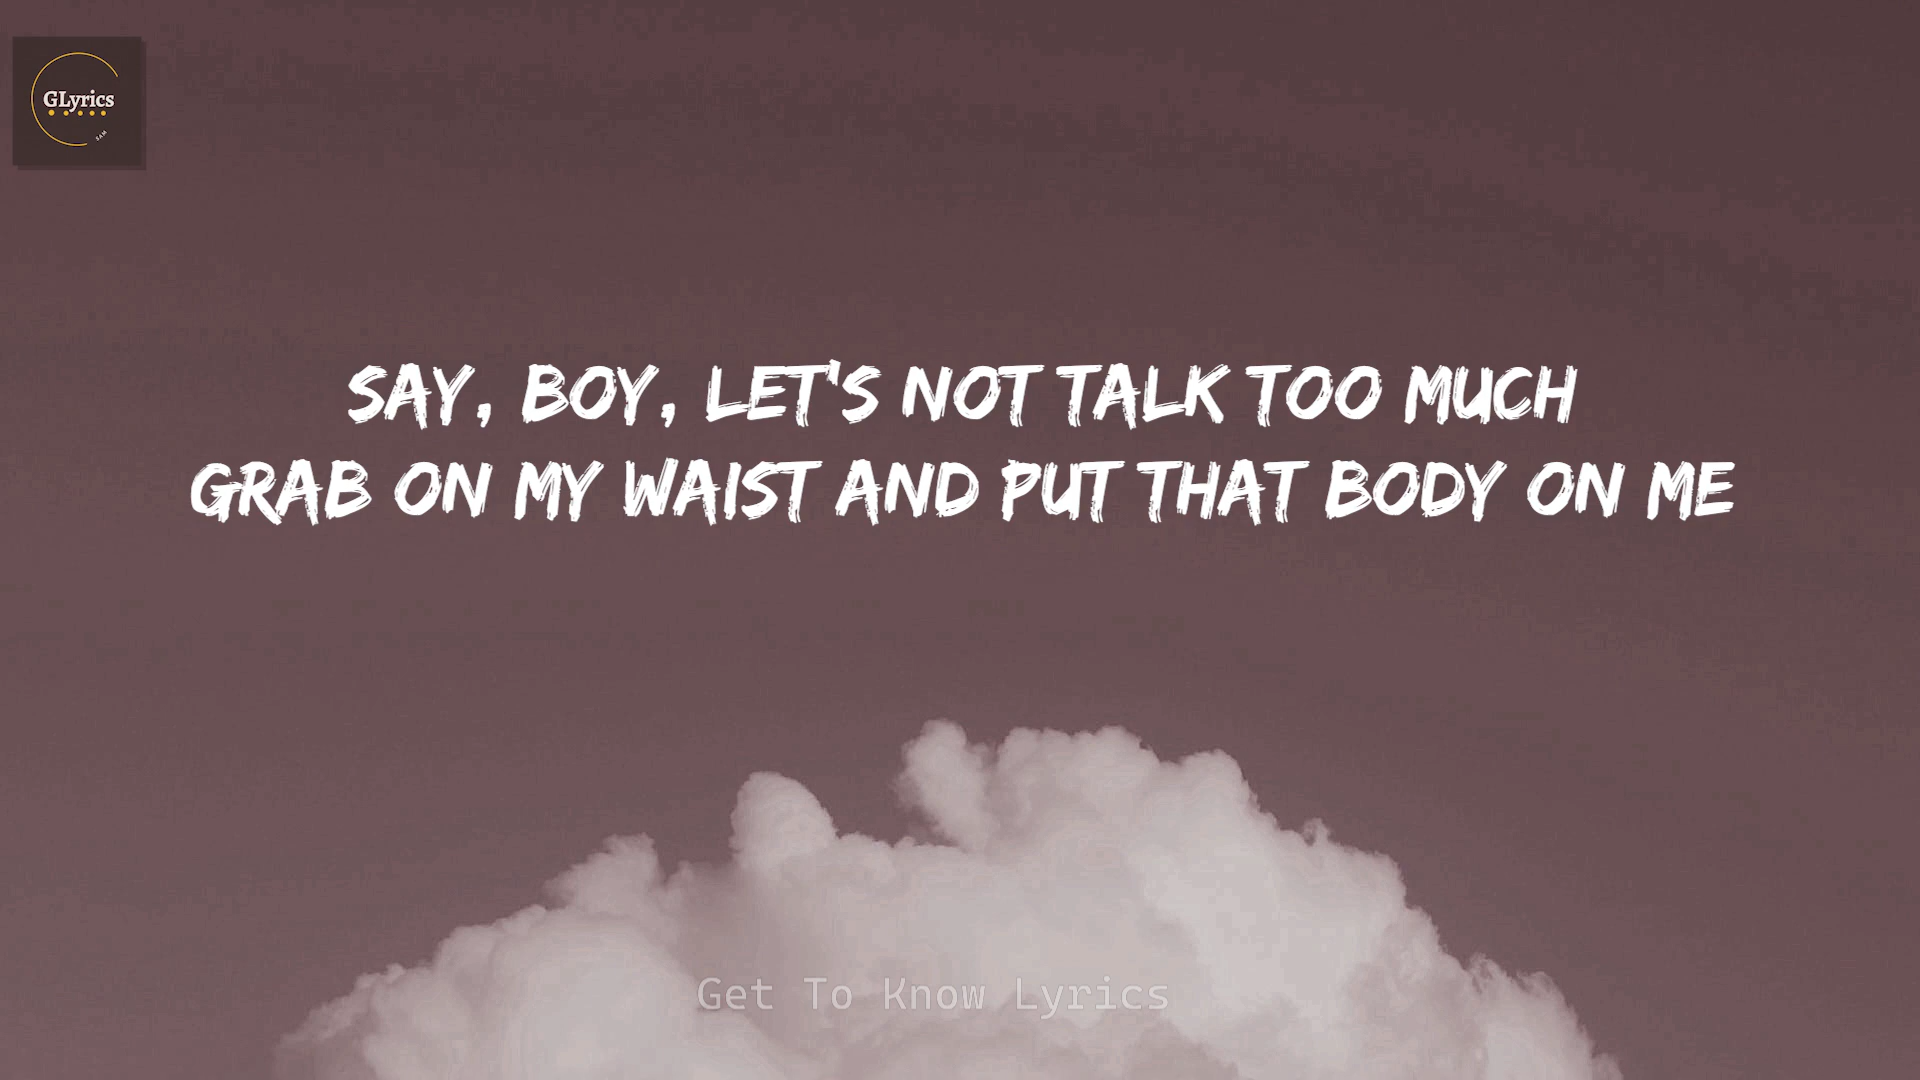 GLyrics
SAM
SAY, BOY, LET'S NOT TALK TOO MUCH
GRAB ON MY WAIST AND PUT THAT BODY ON ME
Get To Know Lyrics